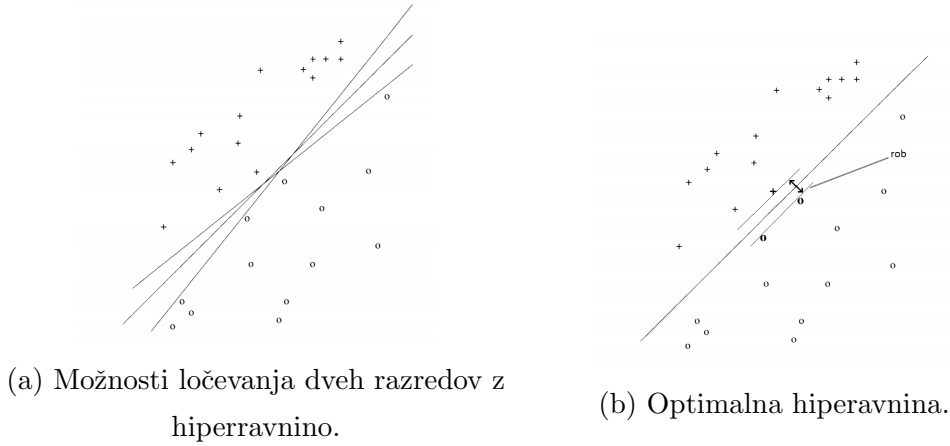 rob
(a) Možnosti ločevanja dveh razredov z
hiperravnino.
(b) Optimalna hiperavnina.